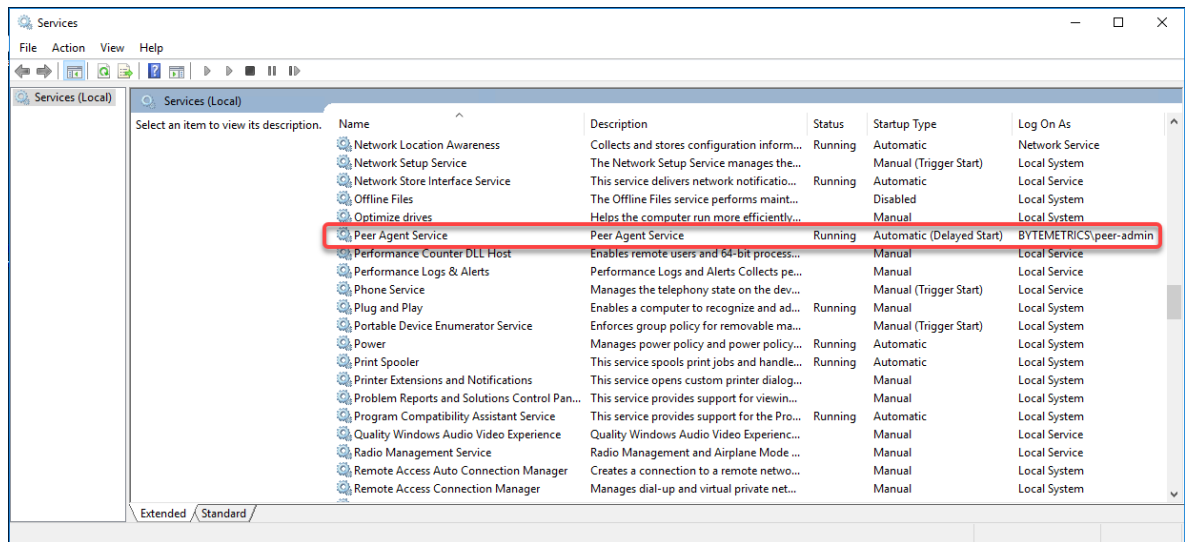 Services
File Action View Help
Services (Local)
Services (Local)
Select an item to view its description.
Name Description Status Startup Type Log On As
Network Location Awareness Collects and stores configuration inform... Running Automatic Network Service
Network Setup Service The Network Setup Service manages the... Manual (Trigger Start) Local System
Network Store Interface Service This service delivers network notificatio... Running Automatic Local Service
Offline Files The Offline Files service performs maint... Disabled Local System
Optimize drives Helps the computer run more efficiently... Manual Local System
Peer Agent Service Peer Agent Service Running Automatic (Delayed Start) BYTEMETRICS\peer-admin
Performance Counter DLL Host Enables remote users and 64-bit process... Manual Local Service
Performance Logs & Alerts Performance Logs and Alerts Collects pe... Manual Local Service
Phone Service Manages the telephony state on the dev... Manual (Trigger Start) Local Service
Plug and Play Enables a computer to recognize and ad... Running Manual Local System
Portable Device Enumerator Service Enforces group policy for removable ma... Manual (Trigger Start) Local System
Power Manages power policy and power policy... Running Automatic Local System
Print Spooler This service spools print jobs and handle... Running Automatic Local System
Printer Extensions and Notifications This service opens custom printer dialog... Manual Local System
Problem Reports and Solutions Control Pan... This service provides support for viewin... Manual Local System
Program Compatibility Assistant Service This service provides support for the Pro... Running Automatic Local System
Quality Windows Audio Video Experience Quality Windows Audio Video Experienc... Manual Local Service
Radio Management Service Radio Management and Airplane Mode ... Manual Local Service
Remote Access Auto Connection Manager Creates a connection to a remote netwo... Manual Local System
Remote Access Connection Manager Manages dial-up and virtual private net... Manual Local System
Extended Standard